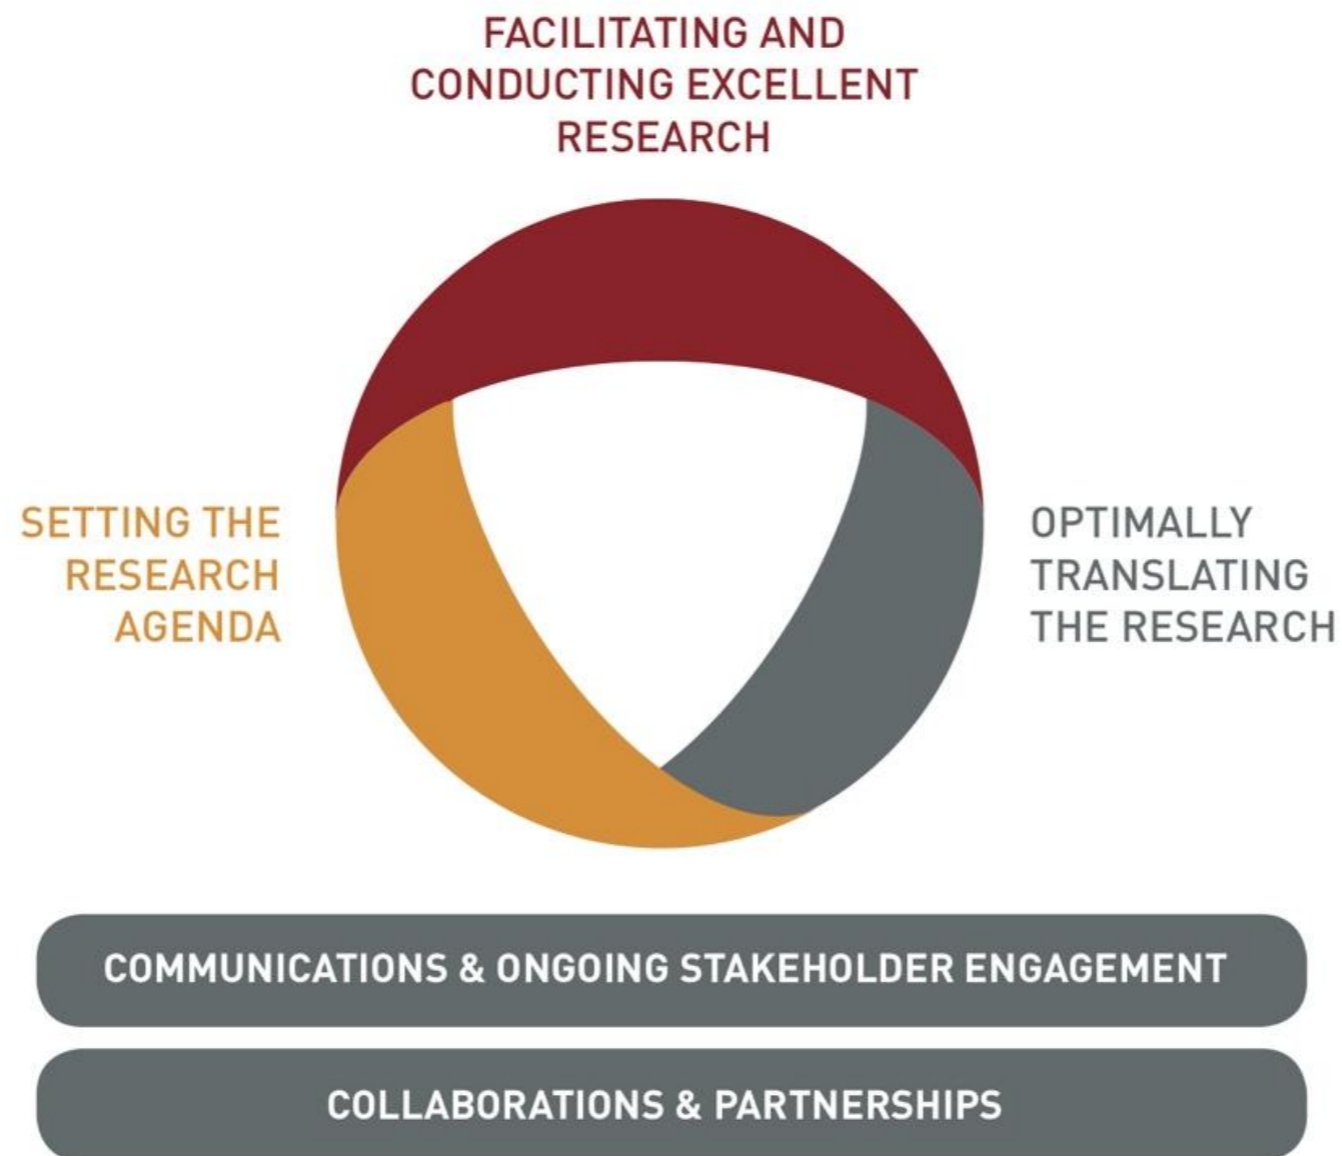 FACILITATING AND
CONDUCTING EXCELLENT
RESEARCH
SETTING THE
RESEARCH
AGENDA
OPTIMALLY
TRANSLATING
THE RESEARCH
COMMUNICATIONS & ONGOING STAKEHOLDER ENGAGEMENT
COLLABORATIONS & PARTNERSHIPS